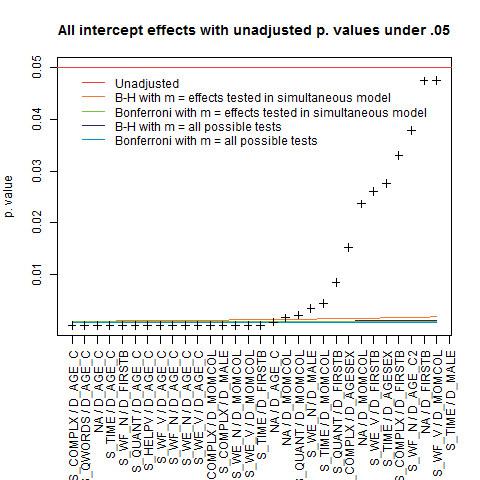 All intercept effects with unadjusted p. values under .05
p. value
0.05
0.04
0.03
0.02
0.01
Unadjusted
B-H with m = effects tested in simultaneous model
Bonferroni with m = effects tested in simultaneous model
B-H with m = all possible tests
Bonferroni with m = all possible tests
S_COMPLX / D_AGE_C
S_QWORDS / D_AGE_C
NA / D_AGE_C
S_TIME / D_AGE_C
S_WF_N / D_FIRSTB
S_QUANT / D_AGE_C
S_HELPV / D_AGE_C
S_WF_V / D_AGE_C
S_WF_N / D_AGE_C
S_WE_V / D_AGE_C
S_WE_N / D_AGE_C
COMPLX / D_MOMCOL
S_COMPLX / D_MALE
S_WE_N / D_MOMCOL
S_WE_V / D_MOMCOL
S_TIME / D_FIRSTB
NA / D_AGE_C
NA / D_MOMCOL
S_QUANT / D_MOMCOL
S_WE_N / D_MALE
S_TIME / D_MOMCOL
S_QUANT / D_FIRSTB
COMPLX / D_AGESEX
NA / D_MOMCOL
S_WE_V / D_FIRSTB
S_TIME / D_AGESEX
S_COMPLX / D_FIRSTB
S_WF_N / D_AGE_C2
NA / D_FIRSTB
S_WF_V / D_MOMCOL
S_TIME / D_MALE